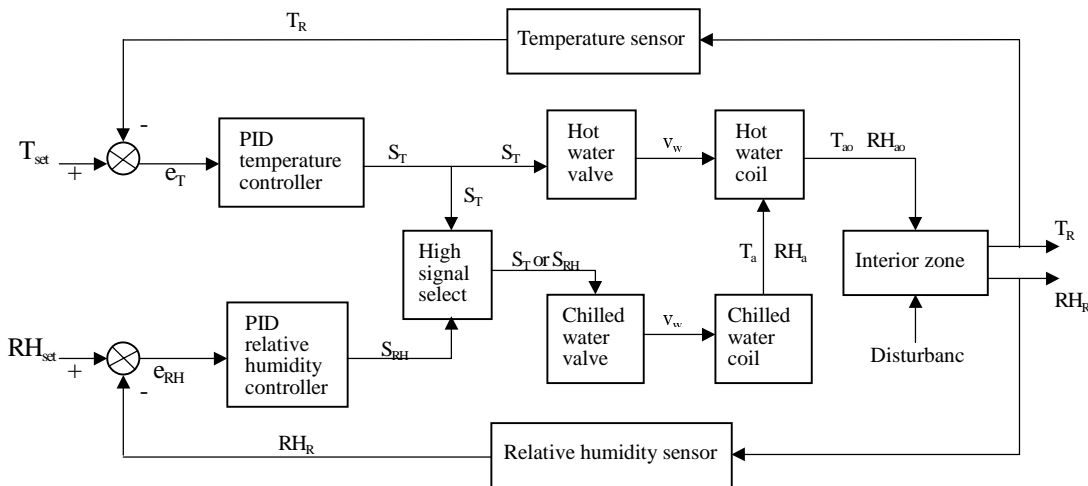 T_R
Temperature sensor
-
T_set
+
e_T
PID
temperature
controller
S_T
S_T
S_T
Hot
water
valve
v_w
Hot
water
coil
T_ao RH_ao
High
signal
select
S_T or S_RH
T_a RH_a
Interior zone
T_R
RH_R
Chilled
water
valve
v_w
Chilled
water
coil
Disturbanc
RH_set
+
e_RH
-
PID
relative
humidity
controller
S_RH
RH_R
Relative humidity sensor